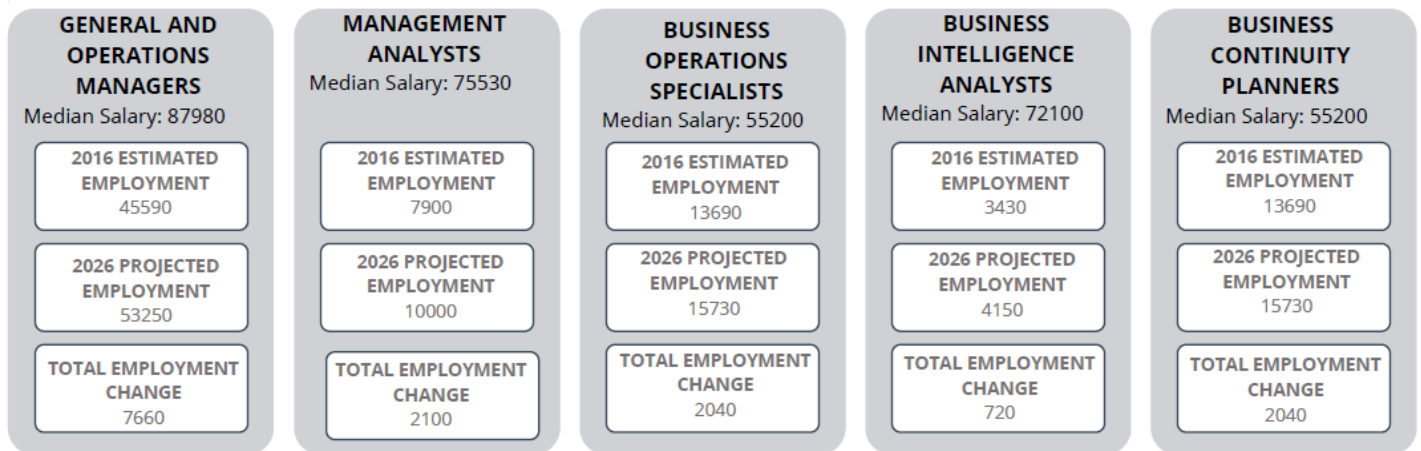 GENERAL AND
OPERATIONS
MANAGERS
Median Salary: 87980
2016 ESTIMATED
EMPLOYMENT
45590
2026 PROJECTED
EMPLOYMENT
53250
TOTAL EMPLOYMENT
CHANGE
7660
MANAGEMENT
ANALYSTS
Median Salary: 75530
2016 ESTIMATED
EMPLOYMENT
7900
2026 PROJECTED
EMPLOYMENT
10000
TOTAL EMPLOYMENT
CHANGE
2100
BUSINESS
OPERATIONS
SPECIALISTS
Median Salary: 55200
2016 ESTIMATED
EMPLOYMENT
13690
2026 PROJECTED
EMPLOYMENT
15730
TOTAL EMPLOYMENT
CHANGE
2040
BUSINESS
INTELLIGENCE
ANALYSTS
Median Salary: 72100
2016 ESTIMATED
EMPLOYMENT
3430
2026 PROJECTED
EMPLOYMENT
4150
TOTAL EMPLOYMENT
CHANGE
720
BUSINESS
CONTINUITY
PLANNERS
Median Salary: 55200
2016 ESTIMATED
EMPLOYMENT
13690
2026 PROJECTED
EMPLOYMENT
15730
TOTAL EMPLOYMENT
CHANGE
2040